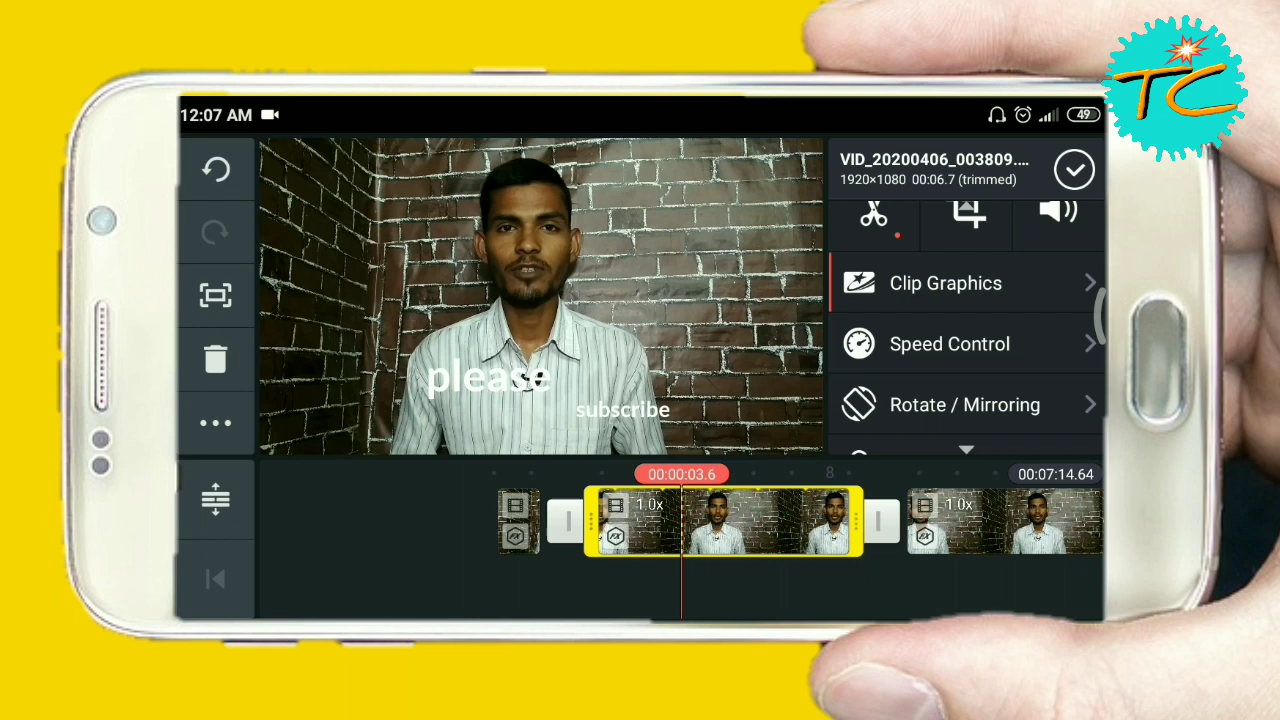 TC
12:07 AM
49
VID_20200406_003809....
1920×1080 00:06.7 (trimmed)
Clip Graphics
Speed Control
Rotate / Mirroring
please
subscribe
00:00:03.6
8
00:07:14.64
1.0x
1.0x